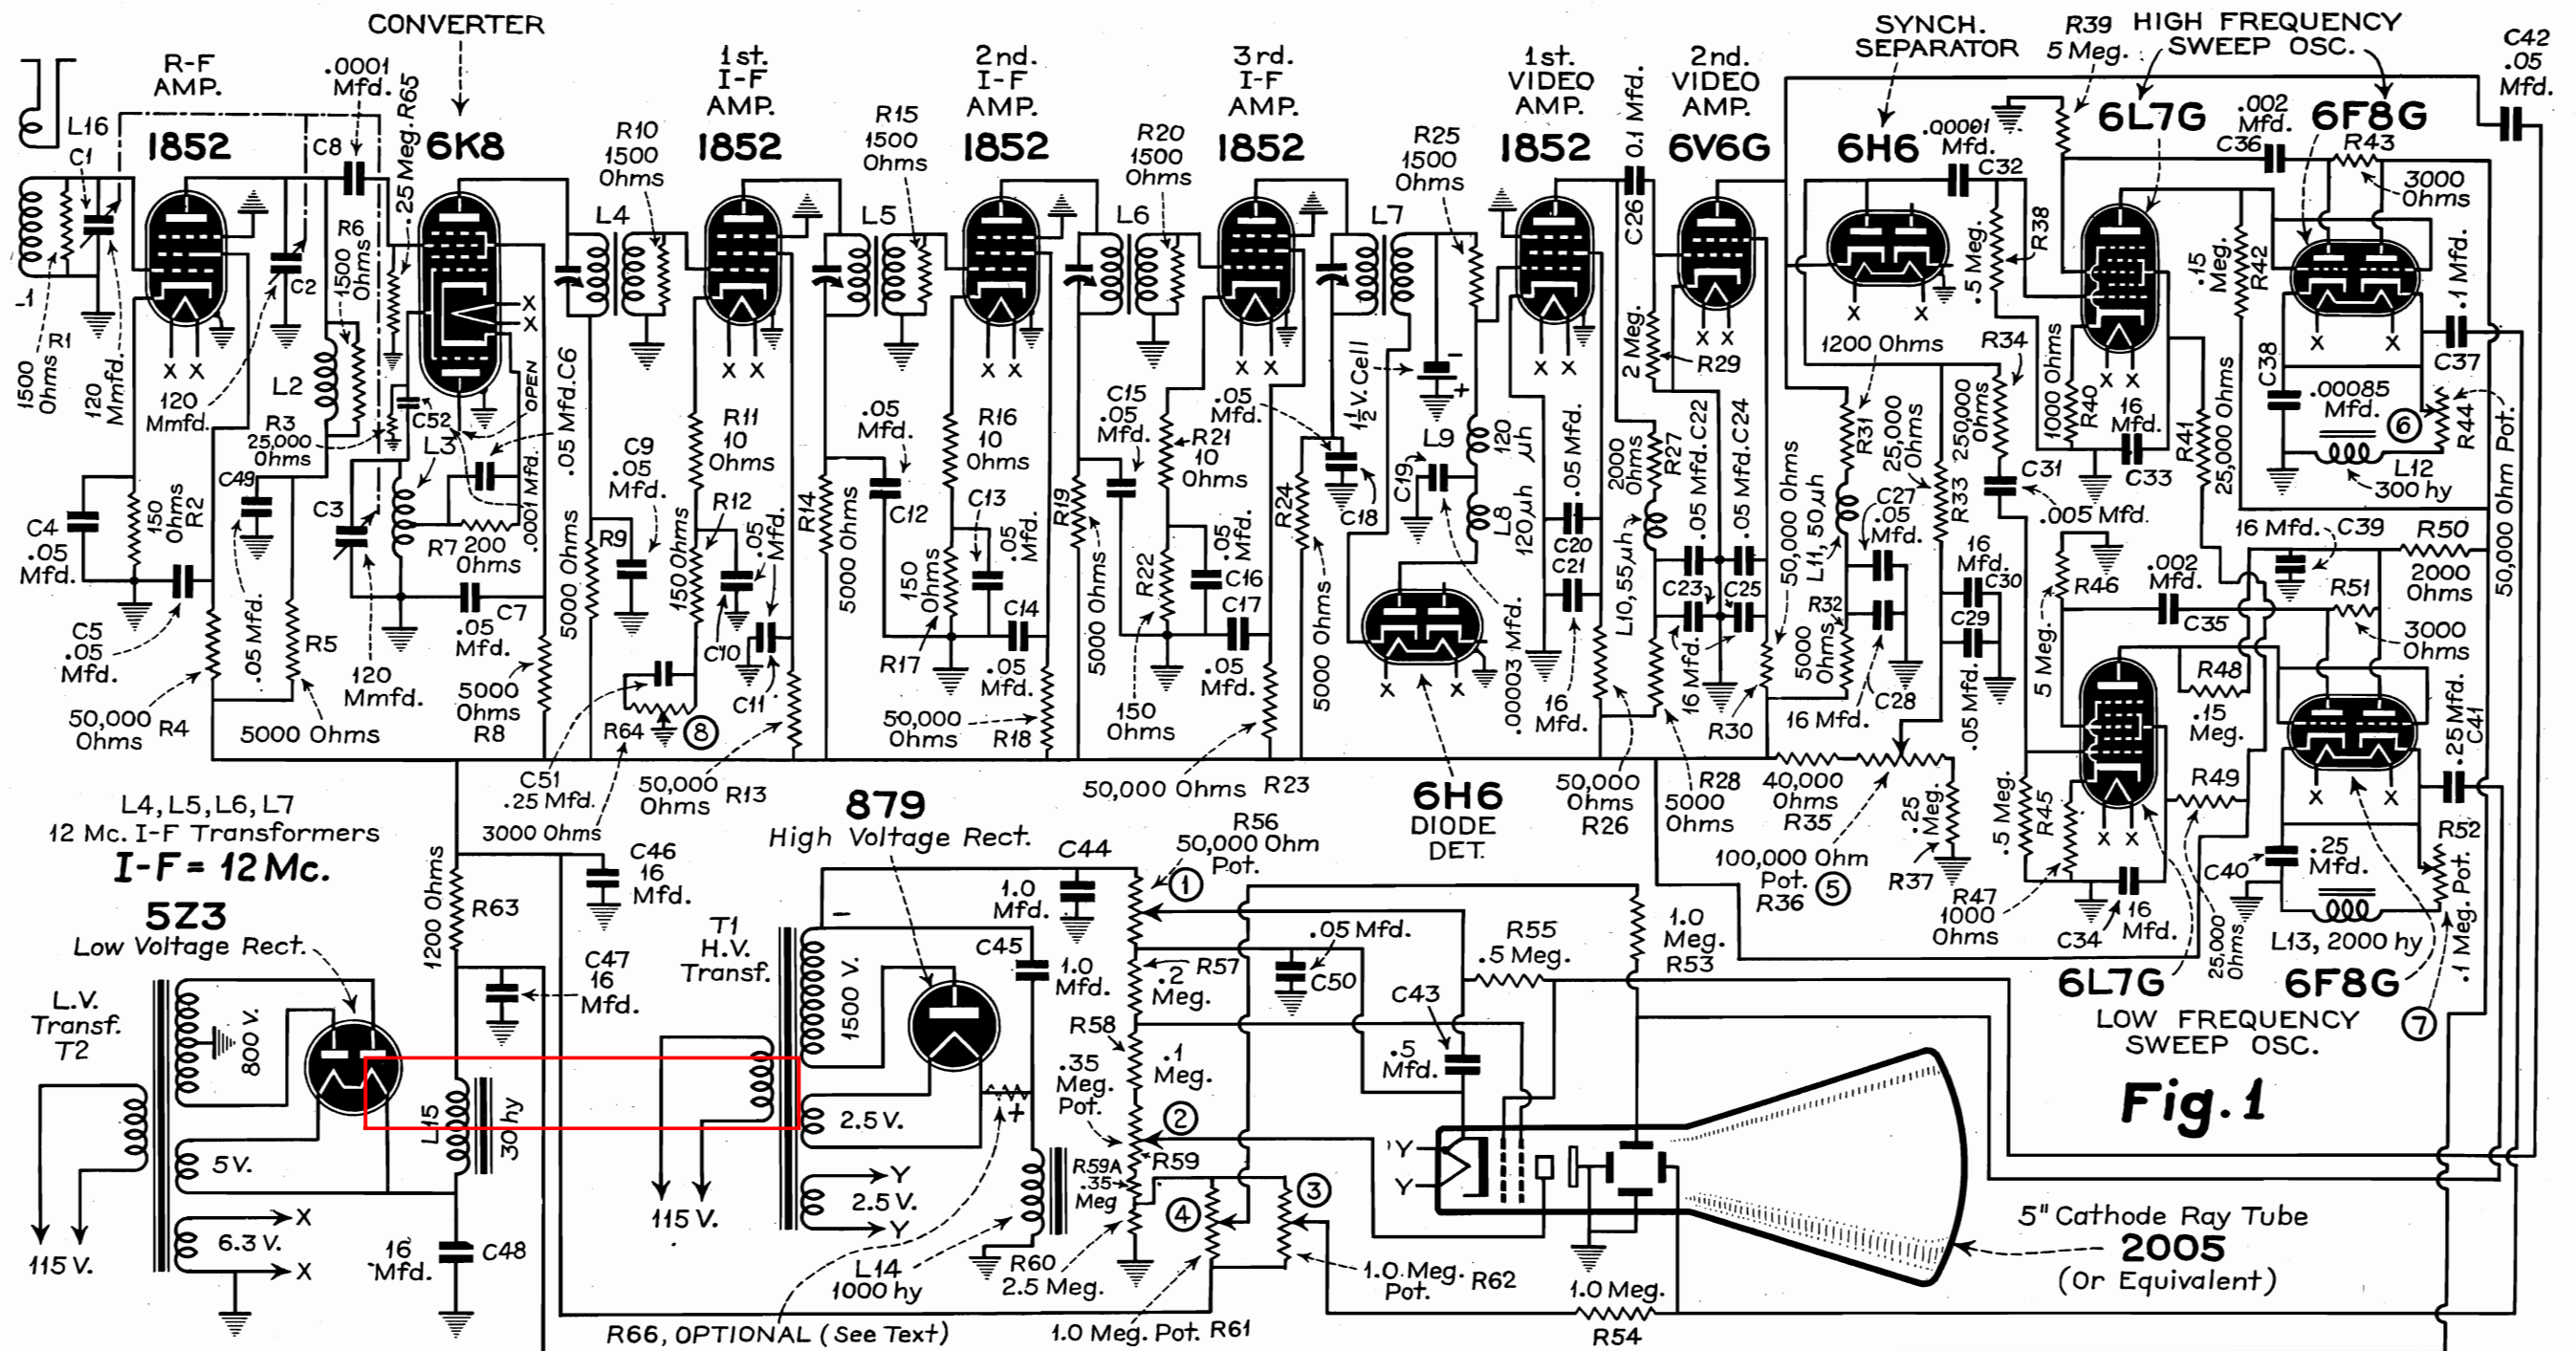 CONVERTER
R-F
AMP.
1852
.0001
Mfd.
.25 Meg. R65
6K8
1st.
I-F
AMP.
1852
2nd.
I-F
AMP.
1852
3rd.
I-F
AMP.
1852
1st.
VIDEO
AMP.
1852
2nd.
VIDEO
AMP.
6V6G
SYNCH.
SEPARATOR
6H6
R39
5 Meg.
HIGH FREQUENCY
SWEEP OSC.
6L7G
6F8G
C42
.05
Mfd.
L16
C1
C8
R10
1500
Ohms
R15
1500
Ohms
R20
1500
Ohms
R25
1500
Ohms
C26 0.1 Mfd.
.00001
Mfd.
C32
.002
Mfd.
C36
R43
3000
Ohms
R6
1500
Ohms
C2
L4
L5
L6
L7
R38
.5 Meg.
.15
Meg.
R42
.1 Mfd.
C37
-1
1500
Ohms
R1
120
Mmfd.
120
Mmfd.
L2
X X
X
X
X X
X X
X X
X X
X X
X X
X X
X X
OPEN
.05 Mfd. C6
1 1/2 V. Cell
-
+
2 Meg.
R29
1200 Ohms
R34
C38
.00085
Mfd.
6
R44
50,000 Ohm Pot.
L12
300 hy
R3
25,000
Ohms
C52
L3
C9
.05
Mfd.
R11
10
Ohms
.05
Mfd.
C12
R16
10
Ohms
C15
.05
Mfd.
R21
10
Ohms
.05
Mfd.
L9
120 µh
C19
C18
L8
120µh
2000
Ohms
R27
.05 Mfd.
C20
C21
.05 Mfd. C22
.05 Mfd. C24
50,000 Ohms
R31
25,000
Ohms
R33
250,000
Ohms
C31
.005 Mfd.
1000 Ohms
R40
16
Mfd.
C33
R41
25,000 Ohms
C4
.05
Mfd.
150
Ohms
R2
C49
.05 Mfd.
C3
R7
200
Ohms
.0001 Mfd.
5000 Ohms
R9
R12
150 Ohms
.05
Mfd.
C10
C11
R14
5000 Ohms
C13
.05
Mfd.
150
Ohms
R17
C14
.05
Mfd.
R19
5000 Ohms
R22
.05
Mfd.
C16
C17
.05
Mfd.
150
Ohms
R24
5000 Ohms
.00003 Mfd.
16
Mfd.
L10, 55µh
C23
C25
16 Mfd.
L11, 50µh
C27
.05
Mfd.
R32
5000
Ohms
C28
16 Mfd.
16
Mfd.
C30
C29
.05 Mfd.
R46
5 Meg.
.002
Mfd.
C35
16 Mfd.
C39
R50
2000
Ohms
R51
3000
Ohms
C5
.05
Mfd.
50,000
Ohms
R4
R5
5000 Ohms
120
Mmfd.
C7
.05
Mfd.
5000
Ohms
R8
R64
8
C51
.25 Mfd.
3000 Ohms
50,000
Ohms
R13
50,000
Ohms
R18
50,000 Ohms R23
6H6
DIODE
DET.
50,000
Ohms
R26
R28
5000
Ohms
R30
40,000
Ohms
R35
100,000 Ohm
Pot.
R36
5
.25
Meg.
R37
.5 Meg.
R45
R47
1000
Ohms
R48
.15
Meg.
R49
25,000
Ohms
C34
16
Mfd.
.25 Mfd.
C41
C40
.25
Mfd.
R52
.1 Meg. Pot.
L13, 2000 hy
6L7G
6F8G
LOW FREQUENCY
SWEEP OSC.
7
L4, L5, L6, L7
12 Mc. I-F Transformers
I-F = 12 Mc.
5Z3
Low Voltage Rect.
L.V.
Transf.
T2
800 V.
5 V.
6.3 V.
X
X
115 V.
1200 Ohms
R63
C46
16
Mfd.
C47
16
Mfd.
L15
30 hy
16
Mfd.
C48
879
High Voltage Rect.
T1
H.V.
Transf.
-
1500 V.
2.5 V.
2.5 V.
Y
Y
115 V.
+
L14
1000 hy
R66, OPTIONAL (See Text)
C44
1.0
Mfd.
C45
1.0
Mfd.
R56
50,000 Ohm
Pot.
1
R57
.2
Meg.
R58
.1
Meg.
.35
Meg.
Pot.
2
R59
R59A
.35
Meg
R60
2.5 Meg.
4
3
1.0 Meg. Pot. R61
1.0 Meg.
Pot.
R62
.05 Mfd.
C50
C43
.5
Mfd.
R55
.5 Meg.
1.0
Meg.
R53
Y
Y
1.0 Meg.
R54
5" Cathode Ray Tube
2005
(Or Equivalent)
Fig. 1